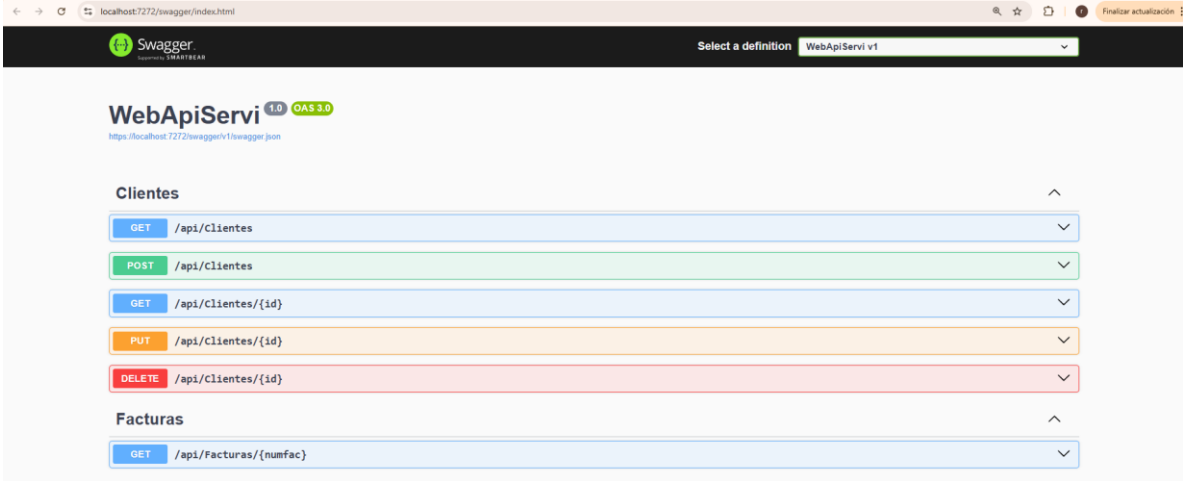 localhost:7272/swagger/index.html
Finalizar actualización
Swagger.
Supported by SMARTBEAR
Select a definition
WebApiServi v1
WebApiServi 1.0 OAS 3.0
https://localhost:7272/swagger/v1/swagger.json
Clientes
GET /api/Clientes
POST /api/Clientes
GET /api/Clientes/{id}
PUT /api/Clientes/{id}
DELETE /api/Clientes/{id}
Facturas
GET /api/Facturas/{numfac}